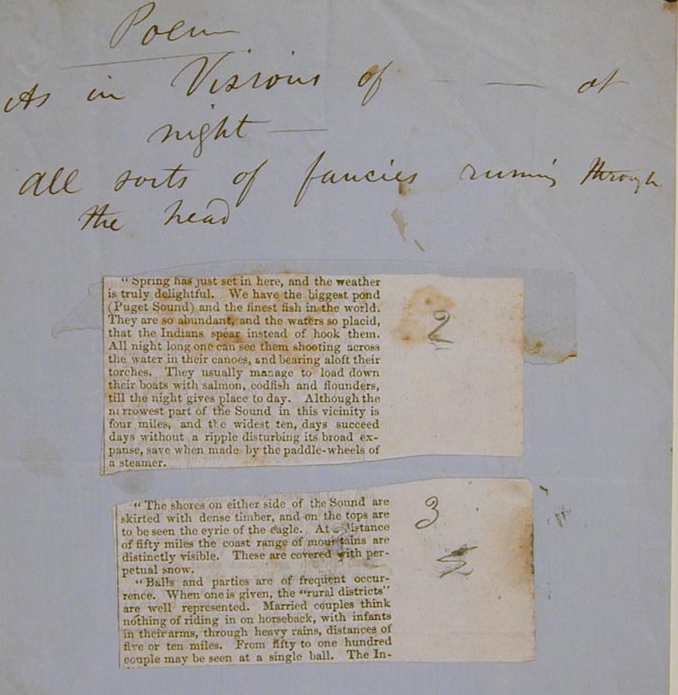 Poem
As in Visions of — — at
night —
All sorts of fancies running through
the head
"Spring has just set in here, and the weather
is truly delightful. We have the biggest pond
(Puget Sound) and the finest fish in the world.
They are so abundant, and the waters so placid,
that the Indians spear instead of hook them.
All night long one can see them shooting across
the water in their canoes, and bearing aloft their
torches. They usually manage to load down
their boats with salmon, codfish and flounders,
till the night gives place to day. Although the
narrowest part of the Sound in this vicinity is
four miles, and the widest ten, days succeed
days without a ripple disturbing its broad ex-
panse, save when made by the paddle-wheels of
a steamer.
2
"The shores on either side of the Sound are
skirted with dense timber, and on the tops are
to be seen the eyrie of the eagle. At distance
of fifty miles the coast range of mountains are
distinctly visible. These are covered with per-
petual snow.
"Balls and parties are of frequent occur-
rence. When one is given, the "rural districts"
are well represented. Married couples think
nothing of riding in on horseback, with infants
in their arms, through heavy rains, distances of
five or ten miles. From fifty to one hundred
couple may be seen at a single ball. The In-
3